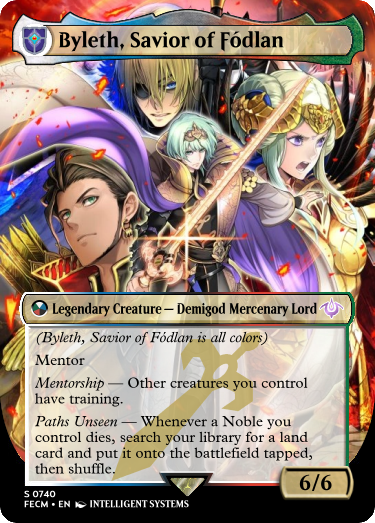 Byleth, Savior of Fódlan
Legendary Creature — Demigod Mercenary Lord
(Byleth, Savior of Fódlan is all colors)
Mentor
Mentorship — Other creatures you control
have training.
Paths Unseen — Whenever a Noble you
control dies, search your library for a land
card and put it onto the battlefield tapped,
then shuffle.
6/6
S 0740
FECM • EN INTELLIGENT SYSTEMS